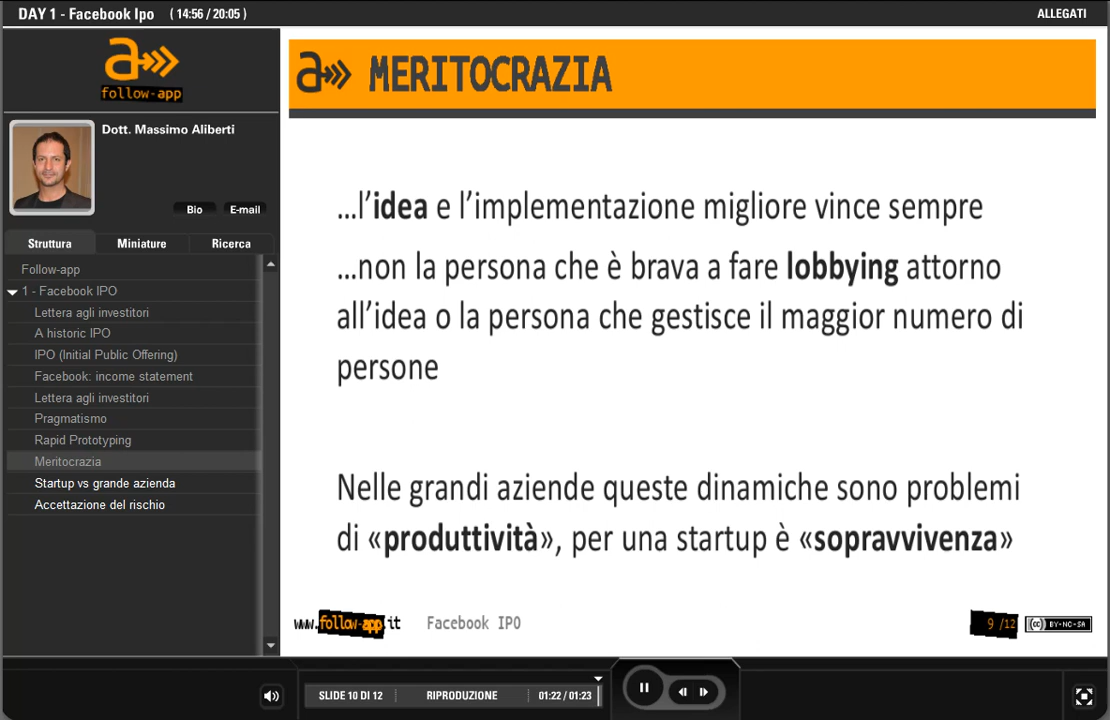 DAY 1 - Facebook Ipo ( 14:56 / 20:05 )
ALLEGATI
a
follow-app
Dott. Massimo Aliberti
Bio
E-mail
Struttura
Miniature
Ricerca
Follow-app
1 - Facebook IPO
Lettera agli investitori
A historic IPO
IPO (Initial Public Offering)
Facebook: income statement
Lettera agli investitori
Pragmatismo
Rapid Prototyping
Meritocrazia
Startup vs grande azienda
Accettazione del rischio
a MERITOCRAZIA
...l'idea e l'implementazione migliore vince sempre
...non la persona che è brava a fare lobbying attorno
all'idea o la persona che gestisce il maggior numero di
persone
Nelle grandi aziende queste dinamiche sono problemi
di «produttività», per una startup è «sopravvivenza»
www.follow-app.it
Facebook IPO
9 /12
cc BY-NC-SA
SLIDE 10 DI 12
RIPRODUZIONE
01:22 / 01:23